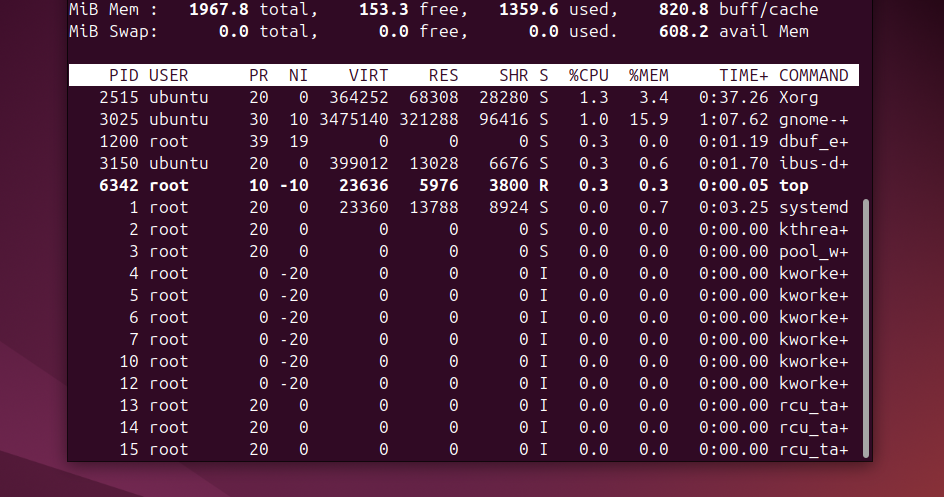 MiB Mem :   1967.8 total,    153.3 free,   1359.6 used,    820.8 buff/cache
MiB Swap:      0.0 total,      0.0 free,      0.0 used.    608.2 avail Mem
    PID USER      PR  NI    VIRT    RES    SHR S  %CPU  %MEM     TIME+ COMMAND
   2515 ubuntu    20   0  364252  68308  28280 S   1.3   3.4   0:37.26 Xorg
   3025 ubuntu    30  10 3475140 321288  96416 S   1.0  15.9   1:07.62 gnome-+
   1200 root      39  19       0      0      0 S   0.3   0.0   0:01.19 dbuf_e+
   3150 ubuntu    20   0  399012  13028   6676 S   0.3   0.6   0:01.70 ibus-d+
   6342 root      10 -10   23636   5976   3800 R   0.3   0.3   0:00.05 top
      1 root      20   0   23360  13788   8924 S   0.0   0.7   0:03.25 systemd
      2 root      20   0       0      0      0 S   0.0   0.0   0:00.00 kthrea+
      3 root      20   0       0      0      0 S   0.0   0.0   0:00.00 pool_w+
      4 root       0 -20       0      0      0 I   0.0   0.0   0:00.00 kworke+
      5 root       0 -20       0      0      0 I   0.0   0.0   0:00.00 kworke+
      6 root       0 -20       0      0      0 I   0.0   0.0   0:00.00 kworke+
      7 root       0 -20       0      0      0 I   0.0   0.0   0:00.00 kworke+
     10 root       0 -20       0      0      0 I   0.0   0.0   0:00.00 kworke+
     12 root       0 -20       0      0      0 I   0.0   0.0   0:00.00 kworke+
     13 root      20   0       0      0      0 I   0.0   0.0   0:00.00 rcu_ta+
     14 root      20   0       0      0      0 I   0.0   0.0   0:00.00 rcu_ta+
     15 root      20   0       0      0      0 I   0.0   0.0   0:00.00 rcu_ta+